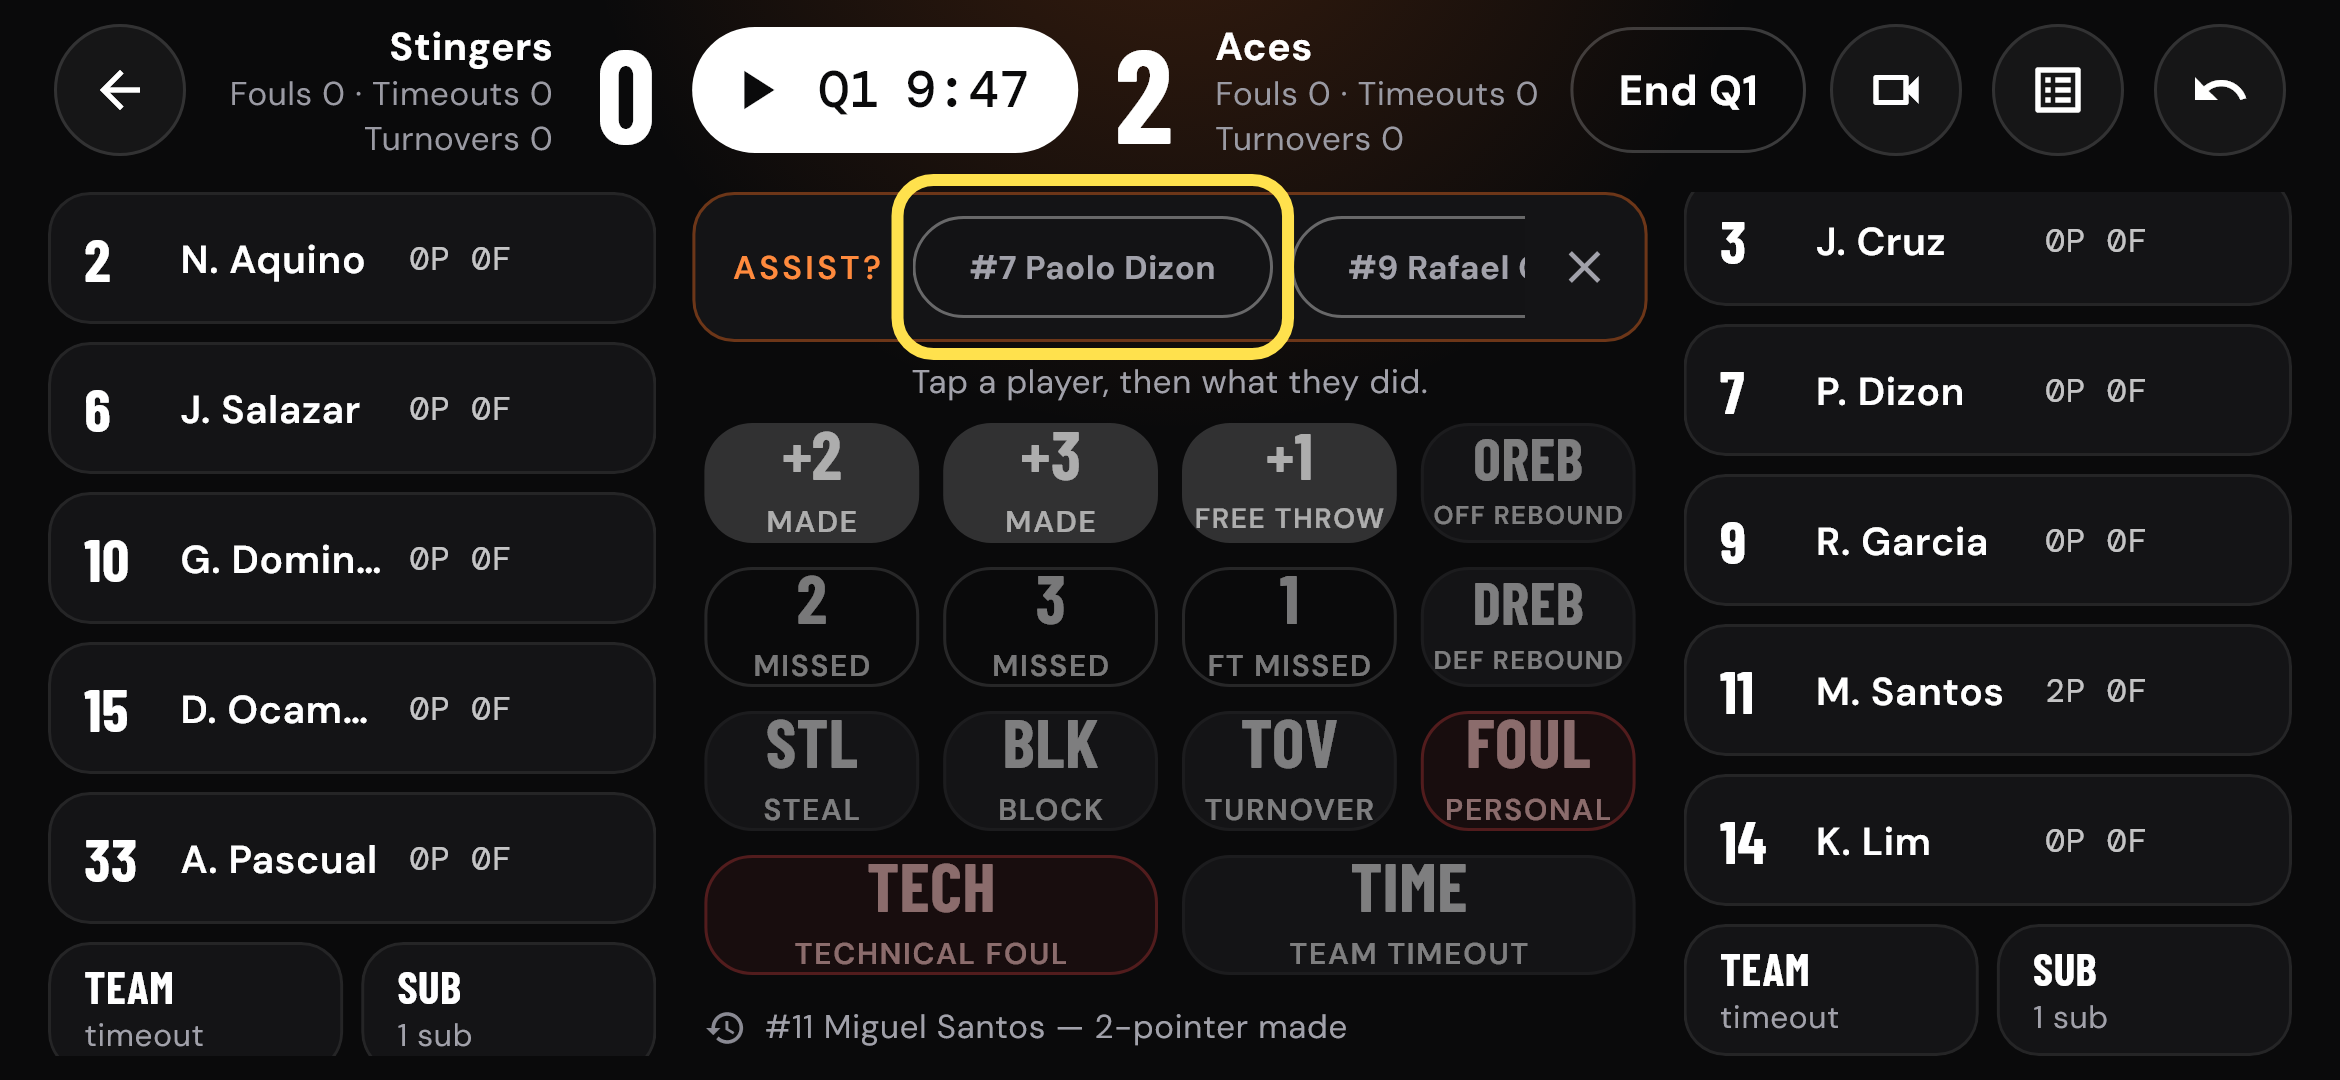 Stingers
Fouls 0 · Timeouts 0
Turnovers 0
0
Q1 9:47
2
Aces
Fouls 0 · Timeouts 0
Turnovers 0
End Q1
2 N. Aquino 0P 0F
6 J. Salazar 0P 0F
10 G. Domin... 0P 0F
15 D. Ocam... 0P 0F
33 A. Pascual 0P 0F
TEAM
timeout
SUB
1 sub
ASSIST?
#7 Paolo Dizon
#9 Rafael
Tap a player, then what they did.
+2
MADE
+3
MADE
+1
FREE THROW
OREB
OFF REBOUND
2
MISSED
3
MISSED
1
FT MISSED
DREB
DEF REBOUND
STL
STEAL
BLK
BLOCK
TOV
TURNOVER
FOUL
PERSONAL
TECH
TECHNICAL FOUL
TIME
TEAM TIMEOUT
#11 Miguel Santos — 2-pointer made
3 J. Cruz 0P 0F
7 P. Dizon 0P 0F
9 R. Garcia 0P 0F
11 M. Santos 2P 0F
14 K. Lim 0P 0F
TEAM
timeout
SUB
1 sub